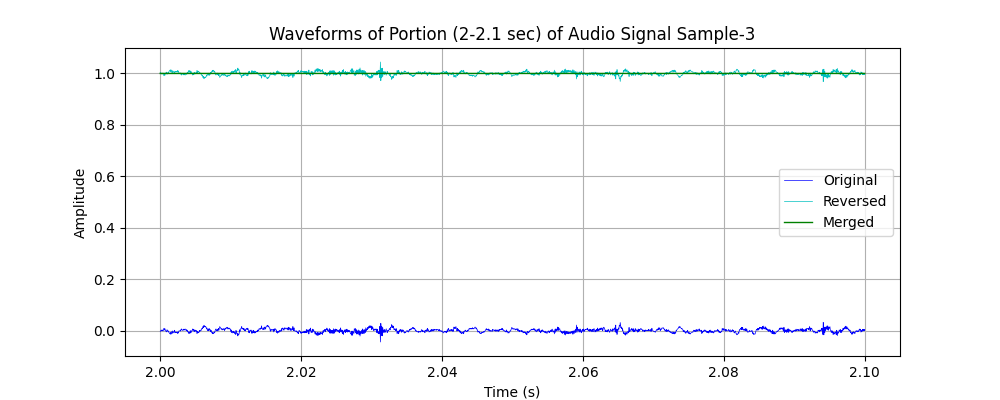 Waveforms of Portion (2-2.1 sec) of Audio Signal Sample-3
Amplitude
1.0
0.8
0.6
0.4
0.2
0.0
Original
Reversed
Merged
2.00 2.02 2.04 2.06 2.08 2.10
Time (s)